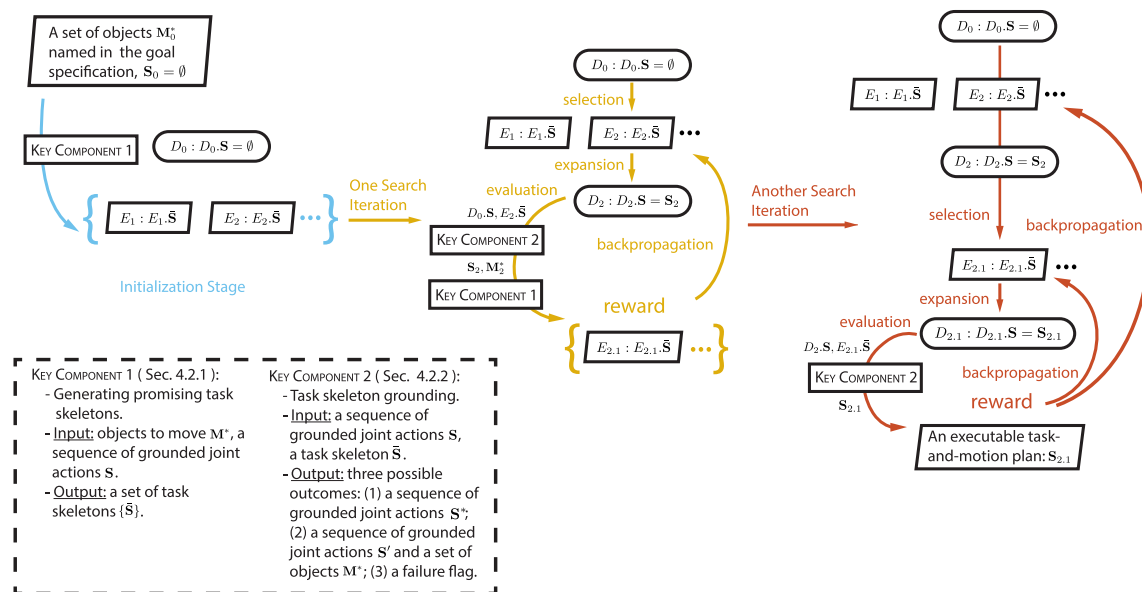 A set of objects M₀*
named in the goal
specification, S₀ = ∅
KEY COMPONENT 1
D₀ : D₀.S = ∅
{ E₁ : E₁.S̄ E₂ : E₂.S̄ ••• }
Initialization Stage
One Search
Iteration
D₀ : D₀.S = ∅
selection
E₁ : E₁.S̄ E₂ : E₂.S̄ •••
expansion
evaluation
D₂ : D₂.S = S₂
D₀.S, E₂.S̄
KEY COMPONENT 2
backpropagation
S₂, M₂*
KEY COMPONENT 1
reward
{ E₂.₁ : E₂.₁.S̄ ••• }
Another Search
Iteration
D₀ : D₀.S = ∅
E₁ : E₁.S̄ E₂ : E₂.S̄ •••
D₂ : D₂.S = S₂
selection
backpropagation
E₂.₁ : E₂.₁.S̄ •••
expansion
evaluation
D₂.₁ : D₂.₁.S = S₂.₁
D₂.S, E₂.₁.S̄
KEY COMPONENT 2
backpropagation
S₂.₁
reward
An executable task-
and-motion plan: S₂.₁
KEY COMPONENT 1 ( Sec. 4.2.1 ):
- Generating promising task
skeletons.
- Input: objects to move M*, a
sequence of grounded joint
actions S.
- Output: a set of task
skeletons {S̄}.
KEY COMPONENT 2 ( Sec. 4.2.2 ):
- Task skeleton grounding.
- Input: a sequence of
grounded joint actions S,
a task skeleton S̄.
- Output: three possible
outcomes: (1) a sequence of
grounded joint actions S*;
(2) a sequence of grounded
joint actions S′ and a set of
objects M*; (3) a failure flag.